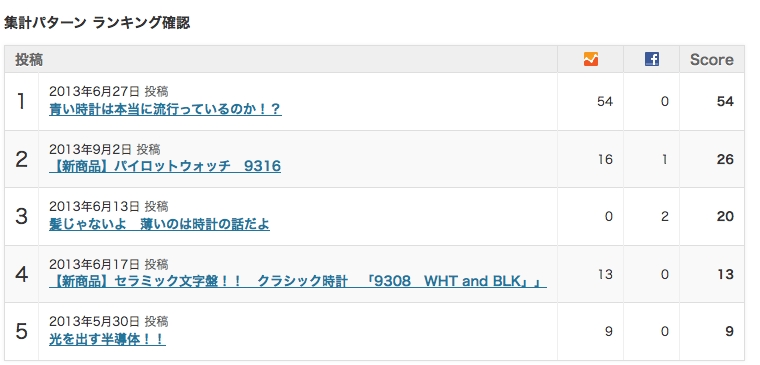 集計パターン ランキング確認
投稿 Score
1
2013年6月27日 投稿
青い時計は本当に流行っているのか！？
54 0 54
2
2013年9月2日 投稿
【新商品】パイロットウォッチ　9316
16 1 26
3
2013年6月13日 投稿
髪じゃないよ　薄いのは時計の話だよ
0 2 20
4
2013年6月17日 投稿
【新商品】セラミック文字盤！！　クラシック時計　「9308　WHT and BLK」」
13 0 13
5
2013年5月30日 投稿
光を出す半導体！！
9 0 9